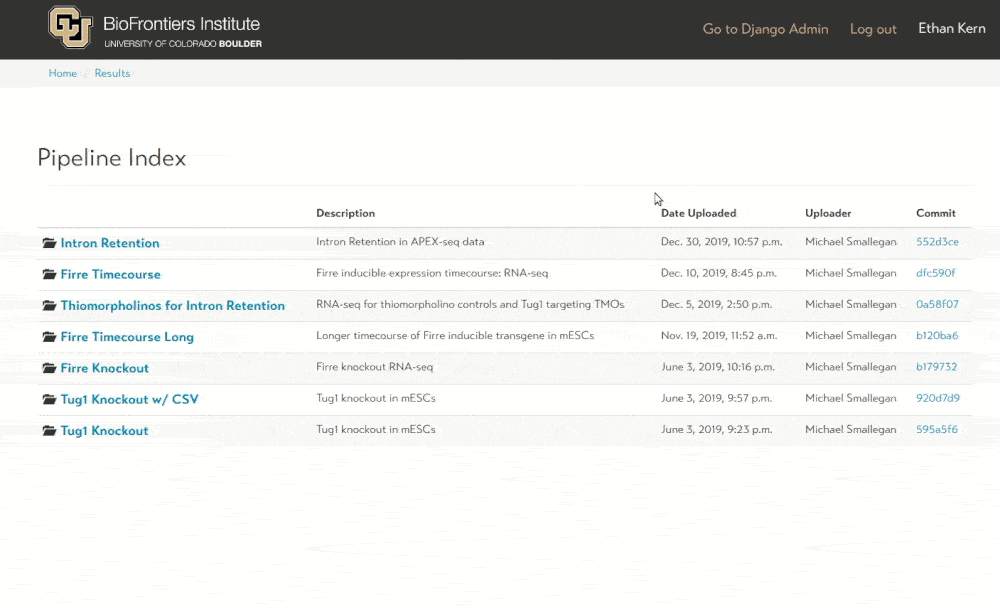 BioFrontiers Institute
UNIVERSITY OF COLORADO BOULDER
Go to Django Admin Log out Ethan Kern
Home / Results
Pipeline Index
Description Date Uploaded Uploader Commit
Intron Retention Intron Retention in APEX-seq data Dec. 30, 2019, 10:57 p.m. Michael Smallegan 552d3ce
Firre Timecourse Firre inducible expression timecourse: RNA-seq Dec. 10, 2019, 8:45 p.m. Michael Smallegan dfc590f
Thiomorpholinos for Intron Retention RNA-seq for thiomorpholino controls and Tug1 targeting TMOs Dec. 5, 2019, 2:50 p.m. Michael Smallegan 0a58f07
Firre Timecourse Long Longer timecourse of Firre inducible transgene in mESCs Nov. 19, 2019, 11:52 a.m. Michael Smallegan b120ba6
Firre Knockout Firre knockout RNA-seq June 3, 2019, 10:16 p.m. Michael Smallegan b179732
Tug1 Knockout w/ CSV Tug1 knockout in mESCs June 3, 2019, 9:57 p.m. Michael Smallegan 920d7d9
Tug1 Knockout Tug1 knockout in mESCs June 3, 2019, 9:23 p.m. Michael Smallegan 595a5f6